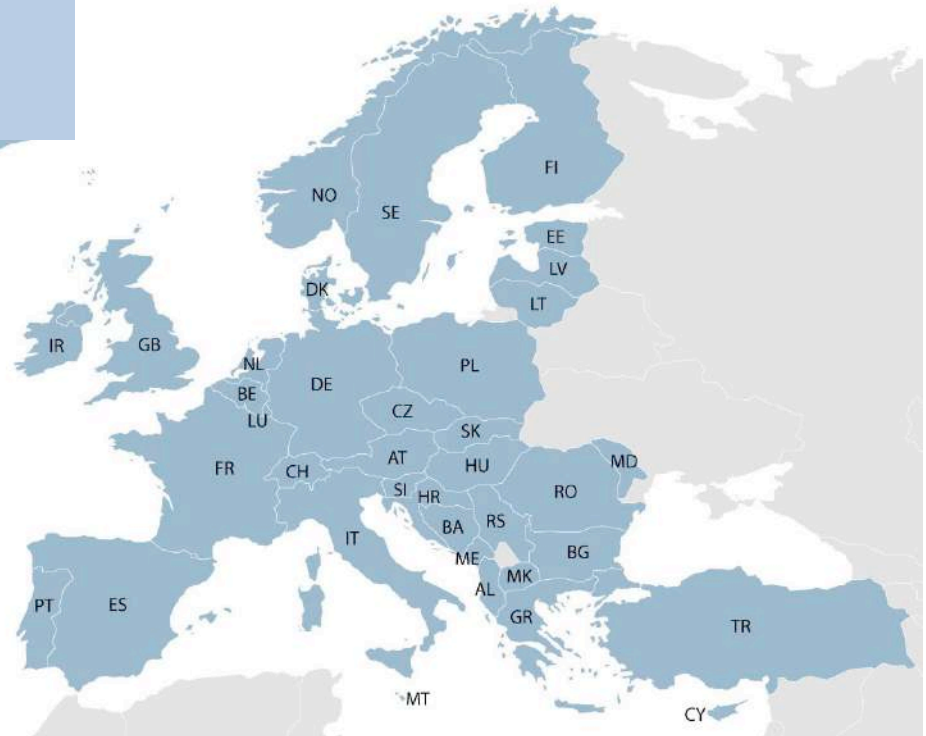 FI
NO
SE
EE
LV
DK
LT
IR
GB
NL
PL
DE
BE
CZ
LU
SK
AT
MD
FR
CH
HU
SI
RO
HR
RS
BA
IT
BG
ME
MK
AL
PT
ES
GR
TR
MT
CY